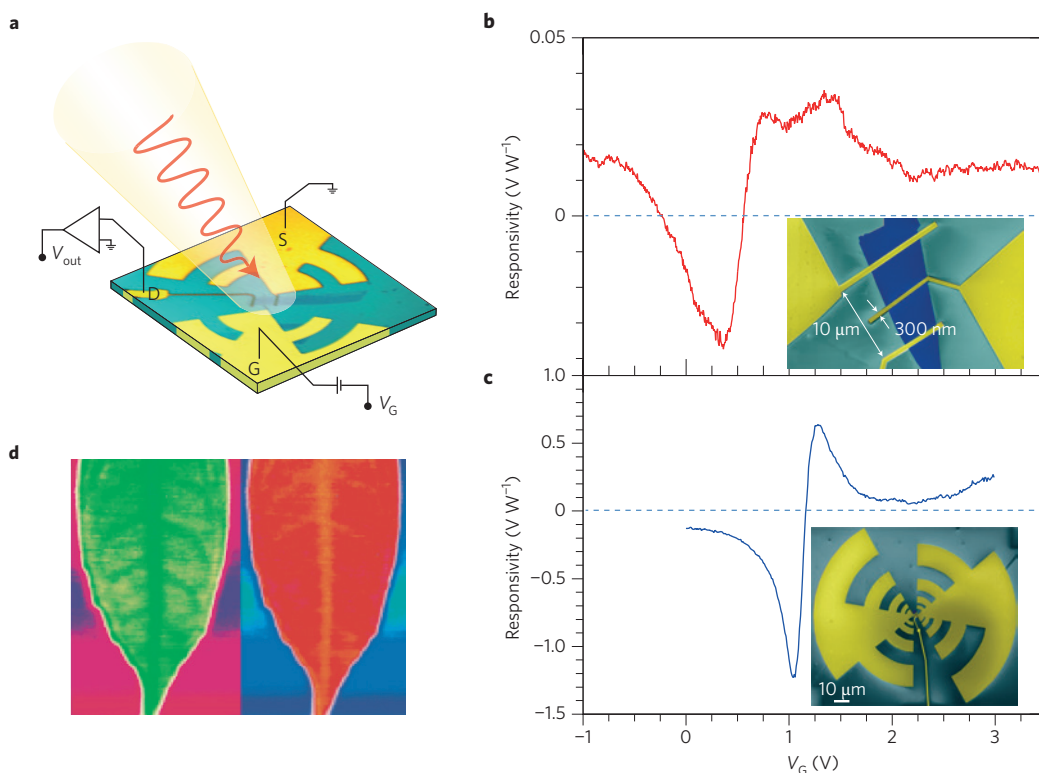 a
V_out
D
S
G
V_G
b
Responsivity (V W⁻¹)
0.05
0
10 μm
300 nm
c
Responsivity (V W⁻¹)
1.0
0.5
0
−0.5
−1.0
−1.5
10 μm
−1 0 1 2 3
V_G (V)
d